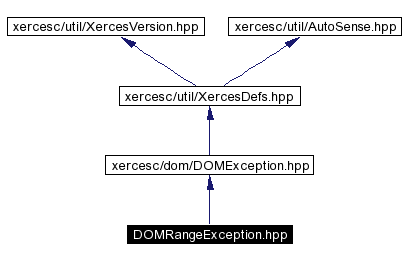 xercesc/util/XercesVersion.hpp
xercesc/util/AutoSense.hpp
xercesc/util/XercesDefs.hpp
xercesc/dom/DOMException.hpp
DOMRangeException.hpp